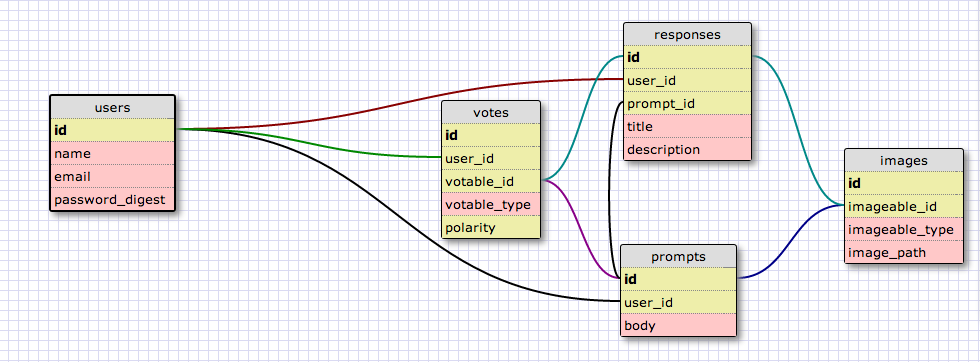 users
id
name
email
password_digest
votes
id
user_id
votable_id
votable_type
polarity
responses
id
user_id
prompt_id
title
description
prompts
id
user_id
body
images
id
imageable_id
imageable_type
image_path